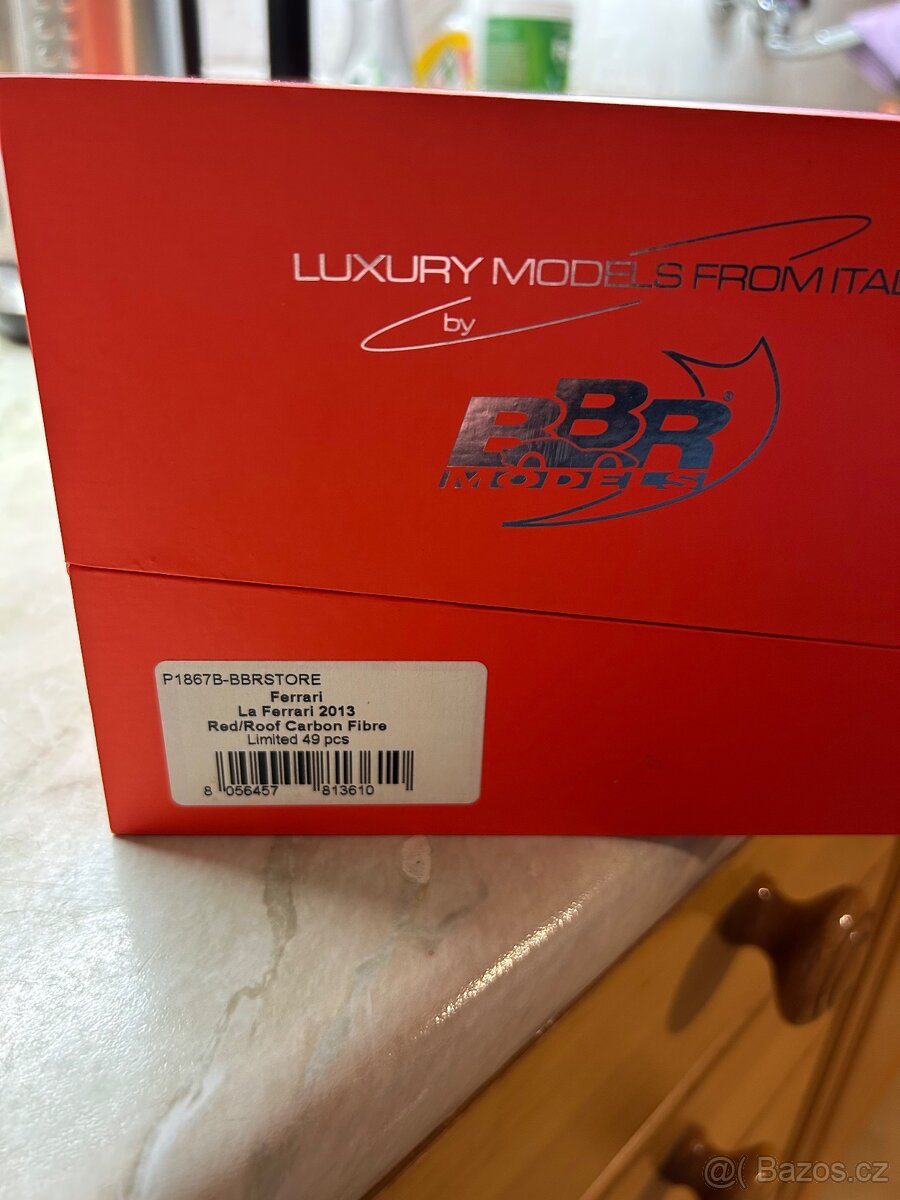 LUXURY MODELS FROM ITAL
by
BBR®
MODELS
P1867B-BBRSTORE
Ferrari
La Ferrari 2013
Red/Roof Carbon Fibre
Limited 49 pcs
8 056457 813610
@( Bazos.cz